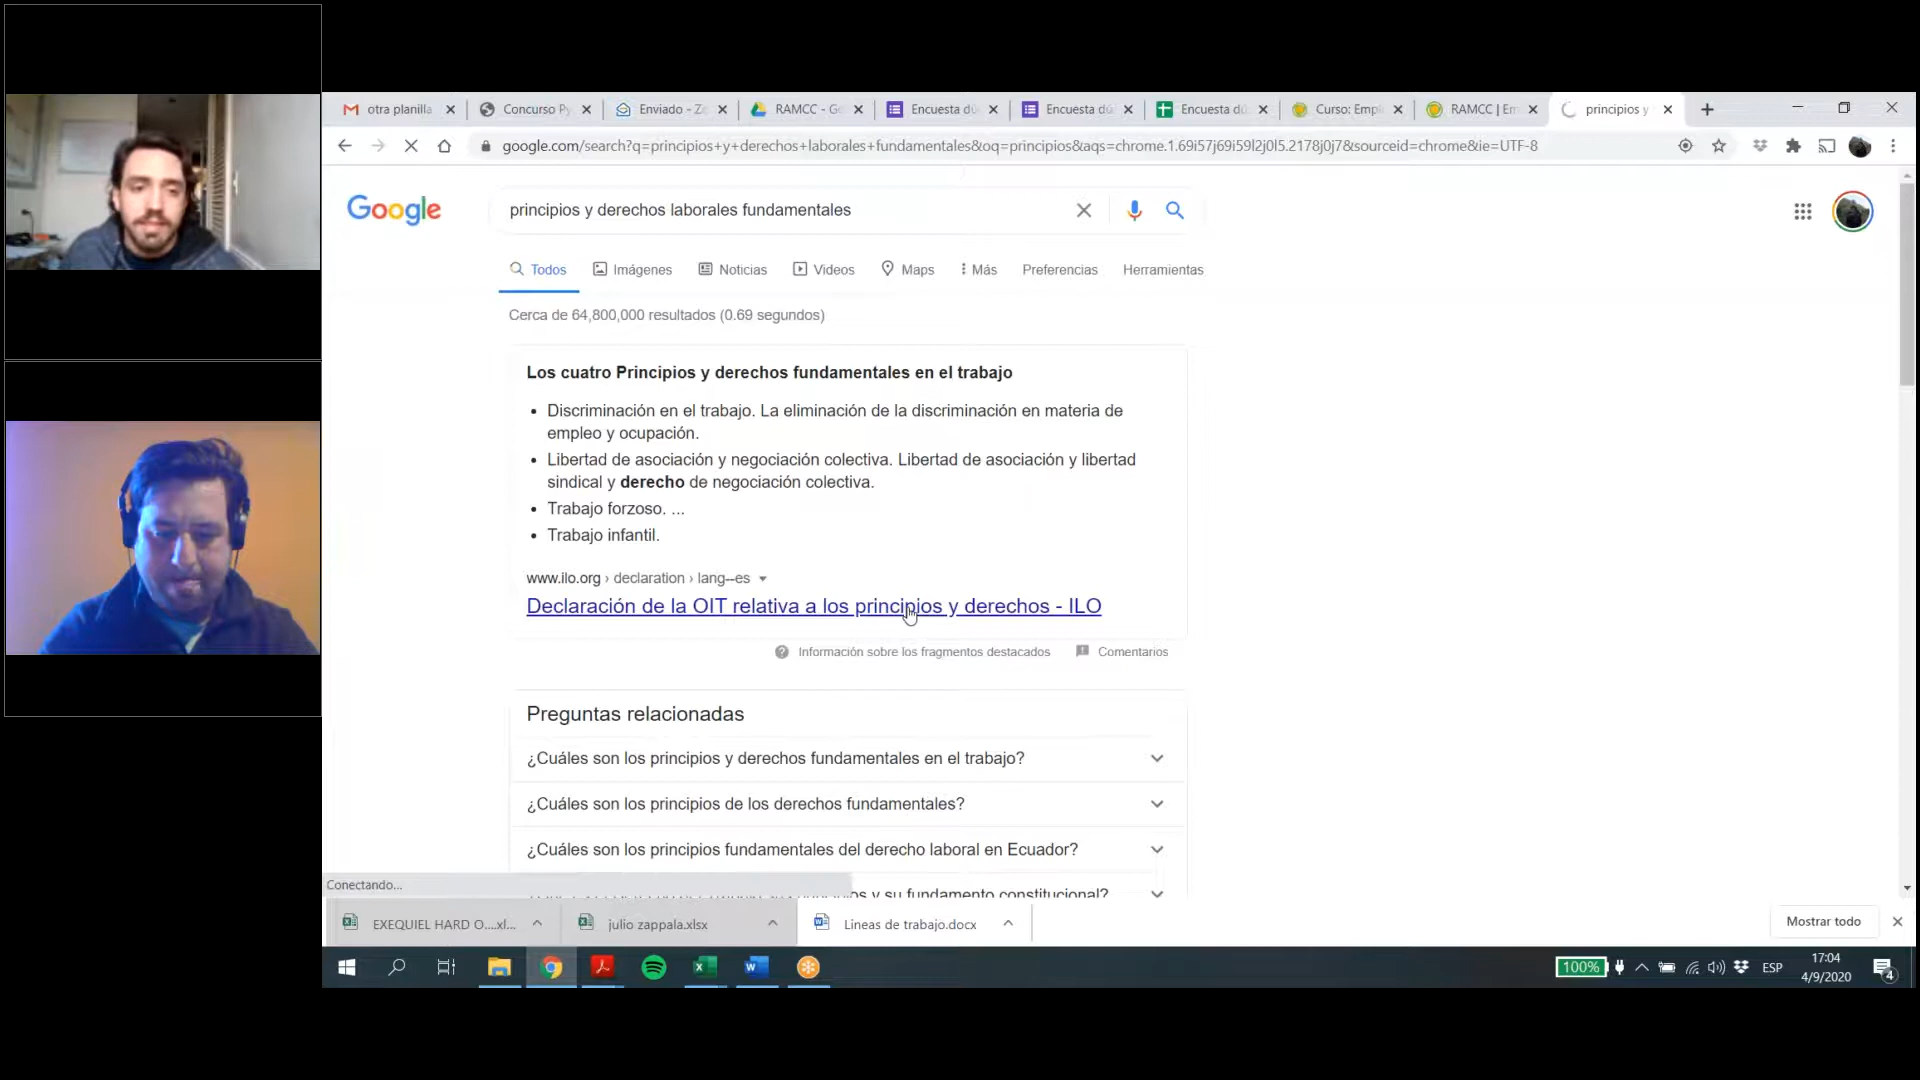 otra planilla
Concurso Py
Enviado - Zo
RAMCC - Go
Encuesta dú
Encuesta dú
Encuesta dú
Curso: Empl
RAMCC | Em
principios y
google.com/search?q=principios+y+derechos+laborales+fundamentales&oq=principios&aqs=chrome.1.69i57j69i59l2j0l5.2178j0j7&sourceid=chrome&ie=UTF-8
Google
principios y derechos laborales fundamentales
Todos
Imágenes
Noticias
Videos
Maps
Más
Preferencias
Herramientas
Cerca de 64,800,000 resultados (0.69 segundos)
Los cuatro Principios y derechos fundamentales en el trabajo
Discriminación en el trabajo. La eliminación de la discriminación en materia de
empleo y ocupación.
Libertad de asociación y negociación colectiva. Libertad de asociación y libertad
sindical y derecho de negociación colectiva.
Trabajo forzoso. ...
Trabajo infantil.
www.ilo.org › declaration › lang--es
Declaración de la OIT relativa a los principios y derechos - ILO
Información sobre los fragmentos destacados
Comentarios
Preguntas relacionadas
¿Cuáles son los principios y derechos fundamentales en el trabajo?
¿Cuáles son los principios de los derechos fundamentales?
¿Cuáles son los principios fundamentales del derecho laboral en Ecuador?
Conectando...
y su fundamento constitucional?
EXEQUIEL HARD O....xl...
julio zappala.xlsx
Lineas de trabajo.docx
Mostrar todo
100%
ESP
17:04
4/9/2020
4